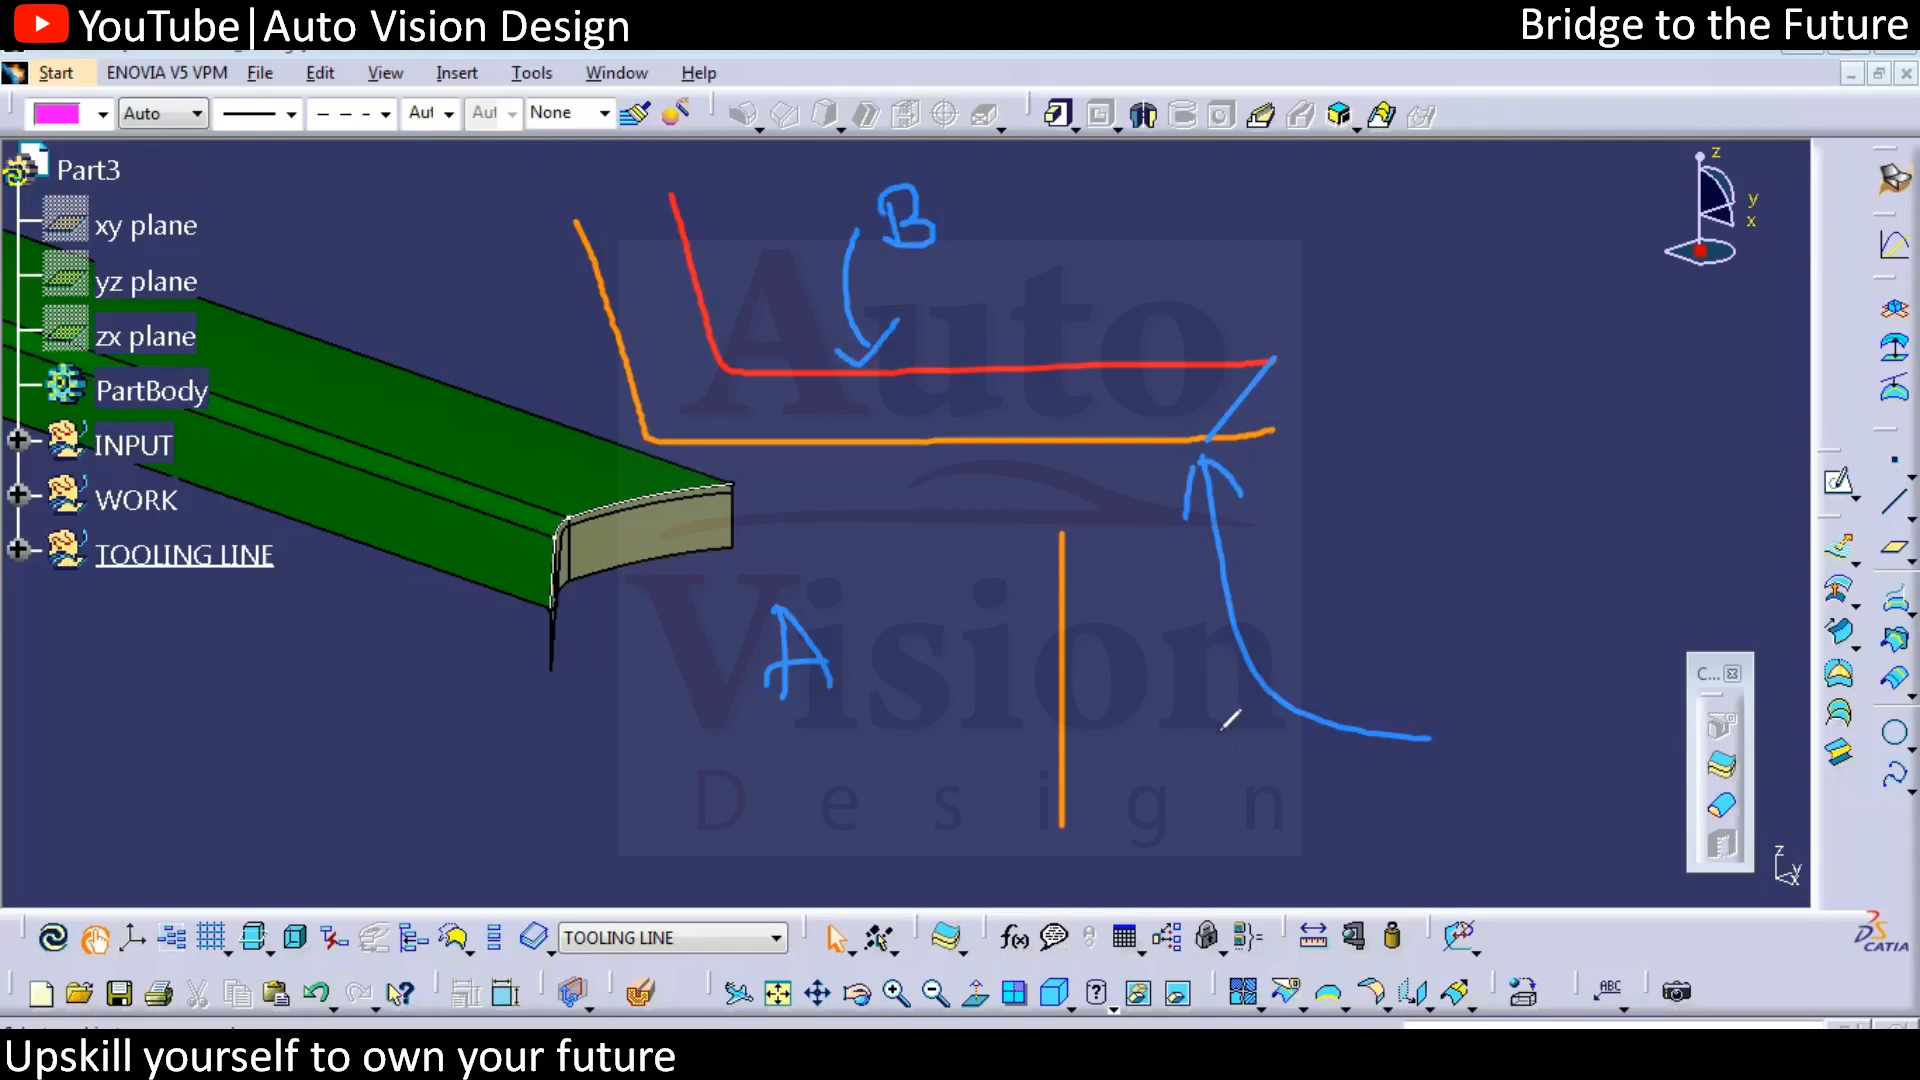 YouTube|Auto Vision Design
Bridge to the Future
Start ENOVIA V5 VPM File Edit View Insert Tools Window Help
Auto Aut Aut None
Part3
xy plane
yz plane
zx plane
PartBody
INPUT
WORK
TOOLING LINE
B
A
z
y
x
Auto
Vision
Design
C...
z
y
x
TOOLING LINE
f(x)
ABC
CATIA
Upskill yourself to own your future